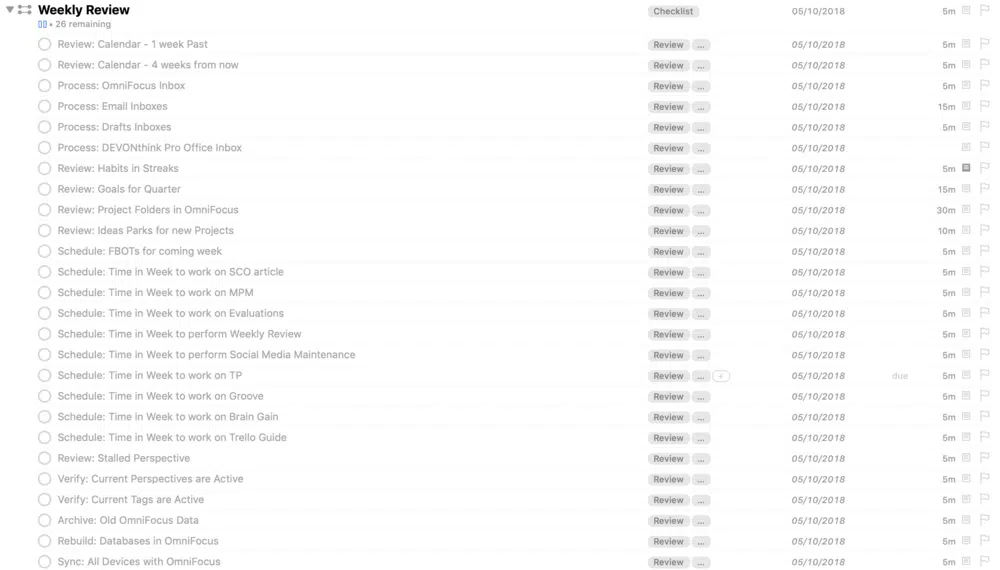 Weekly Review Checklist 05/10/2018 5m
• 26 remaining
Review: Calendar - 1 week Past Review ... 05/10/2018 5m
Review: Calendar - 4 weeks from now Review ... 05/10/2018 5m
Process: OmniFocus Inbox Review ... 05/10/2018 5m
Process: Email Inboxes Review ... 05/10/2018 15m
Process: Drafts Inboxes Review ... 05/10/2018 5m
Process: DEVONthink Pro Office Inbox Review ... 05/10/2018
Review: Habits in Streaks Review ... 05/10/2018 5m
Review: Goals for Quarter Review ... 05/10/2018 15m
Review: Project Folders in OmniFocus Review ... 05/10/2018 30m
Review: Ideas Parks for new Projects Review ... 05/10/2018 10m
Schedule: FBOTs for coming week Review ... 05/10/2018 5m
Schedule: Time in Week to work on SCO article Review ... 05/10/2018 5m
Schedule: Time in Week to work on MPM Review ... 05/10/2018 5m
Schedule: Time in Week to work on Evaluations Review ... 05/10/2018 5m
Schedule: Time in Week to perform Weekly Review Review ... 05/10/2018 5m
Schedule: Time in Week to perform Social Media Maintenance Review ... 05/10/2018 5m
Schedule: Time in Week to work on TP Review ... + 05/10/2018 due 5m
Schedule: Time in Week to work on Groove Review ... 05/10/2018 5m
Schedule: Time in Week to work on Brain Gain Review ... 05/10/2018 5m
Schedule: Time in Week to work on Trello Guide Review ... 05/10/2018 5m
Review: Stalled Perspective Review ... 05/10/2018 5m
Verify: Current Perspectives are Active Review ... 05/10/2018 5m
Verify: Current Tags are Active Review ... 05/10/2018 5m
Archive: Old OmniFocus Data Review ... 05/10/2018 5m
Rebuild: Databases in OmniFocus Review ... 05/10/2018 5m
Sync: All Devices with OmniFocus Review ... 05/10/2018 5m